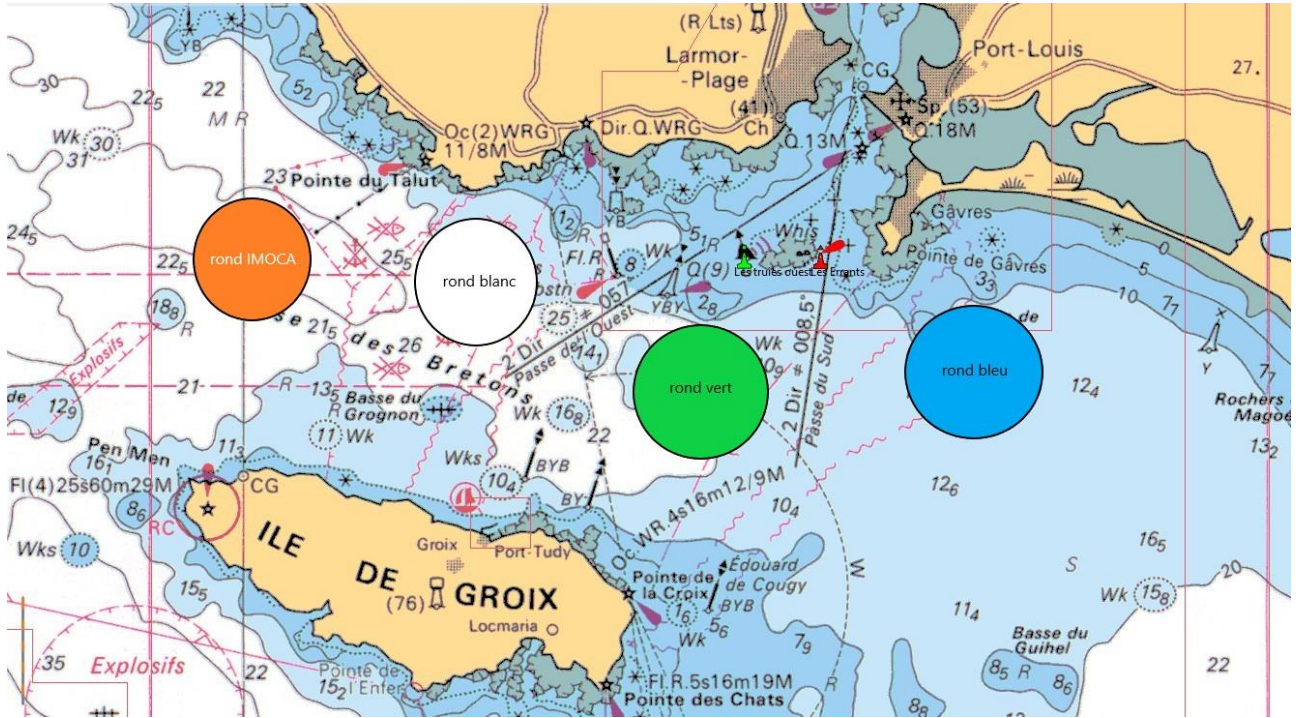 (R Lts)
Larmor-
-Plage
Port-Louis
CG
YB
30
22₅
22
5₂
M R
(41)
Ch
Sp (53)
Q.18M
27.
Oc(2)WRG
11/8M
Dir.Q.WRG
Q.13M
Wk 30
31
23
Pointe du Talut
1₂
YB
Gâvres
24₅
rond IMOCA
22₅
25₅
rond blanc
Fl.R
R
8
Wk
5₁
R
Whis
Les truies ouest
Les Errants
Pointe de Gâvres
3₃
0
5
10
7₇
Q(9)
YBY
2₈
18₈
R
Explosifs
21₅
25
057°
2 Dir
Passe de l'Ouest
des 26 Bretons
14₁
Wk
rond vert
2 Dir # 008.5°
Passe du Sud
rond bleu
de
12₄
Y
7₇
Rochers
Magoë
13₂
de
12₉
21
R
13₅
R
Basse du
Grognon
11 Wk
Wk 16₈
22
Pen Men
16₁
11₃
Wks
10₄
BYB
BY
12₆
10₄
Fl(4)25s60m29M
CG
8₆
RC
Wks 10
ILE
DE
GROIX
Groix
Port-Tudy
Oc.WR.4s16m12/9M
W
S
16₅
20
15₅
(76)
Locmaria
Pointe de
la Croix
Edouard
de Cougy
BYB
1₆
5₆
Wk
11₄
Wk 15₈
7₉
Basse du
Guihel
8₅ R
8₆
22
35
Explosifs
22
Pointe de
l'Enfer
15₂
Fl.R.5s16m19M
Pointe des Chats
R